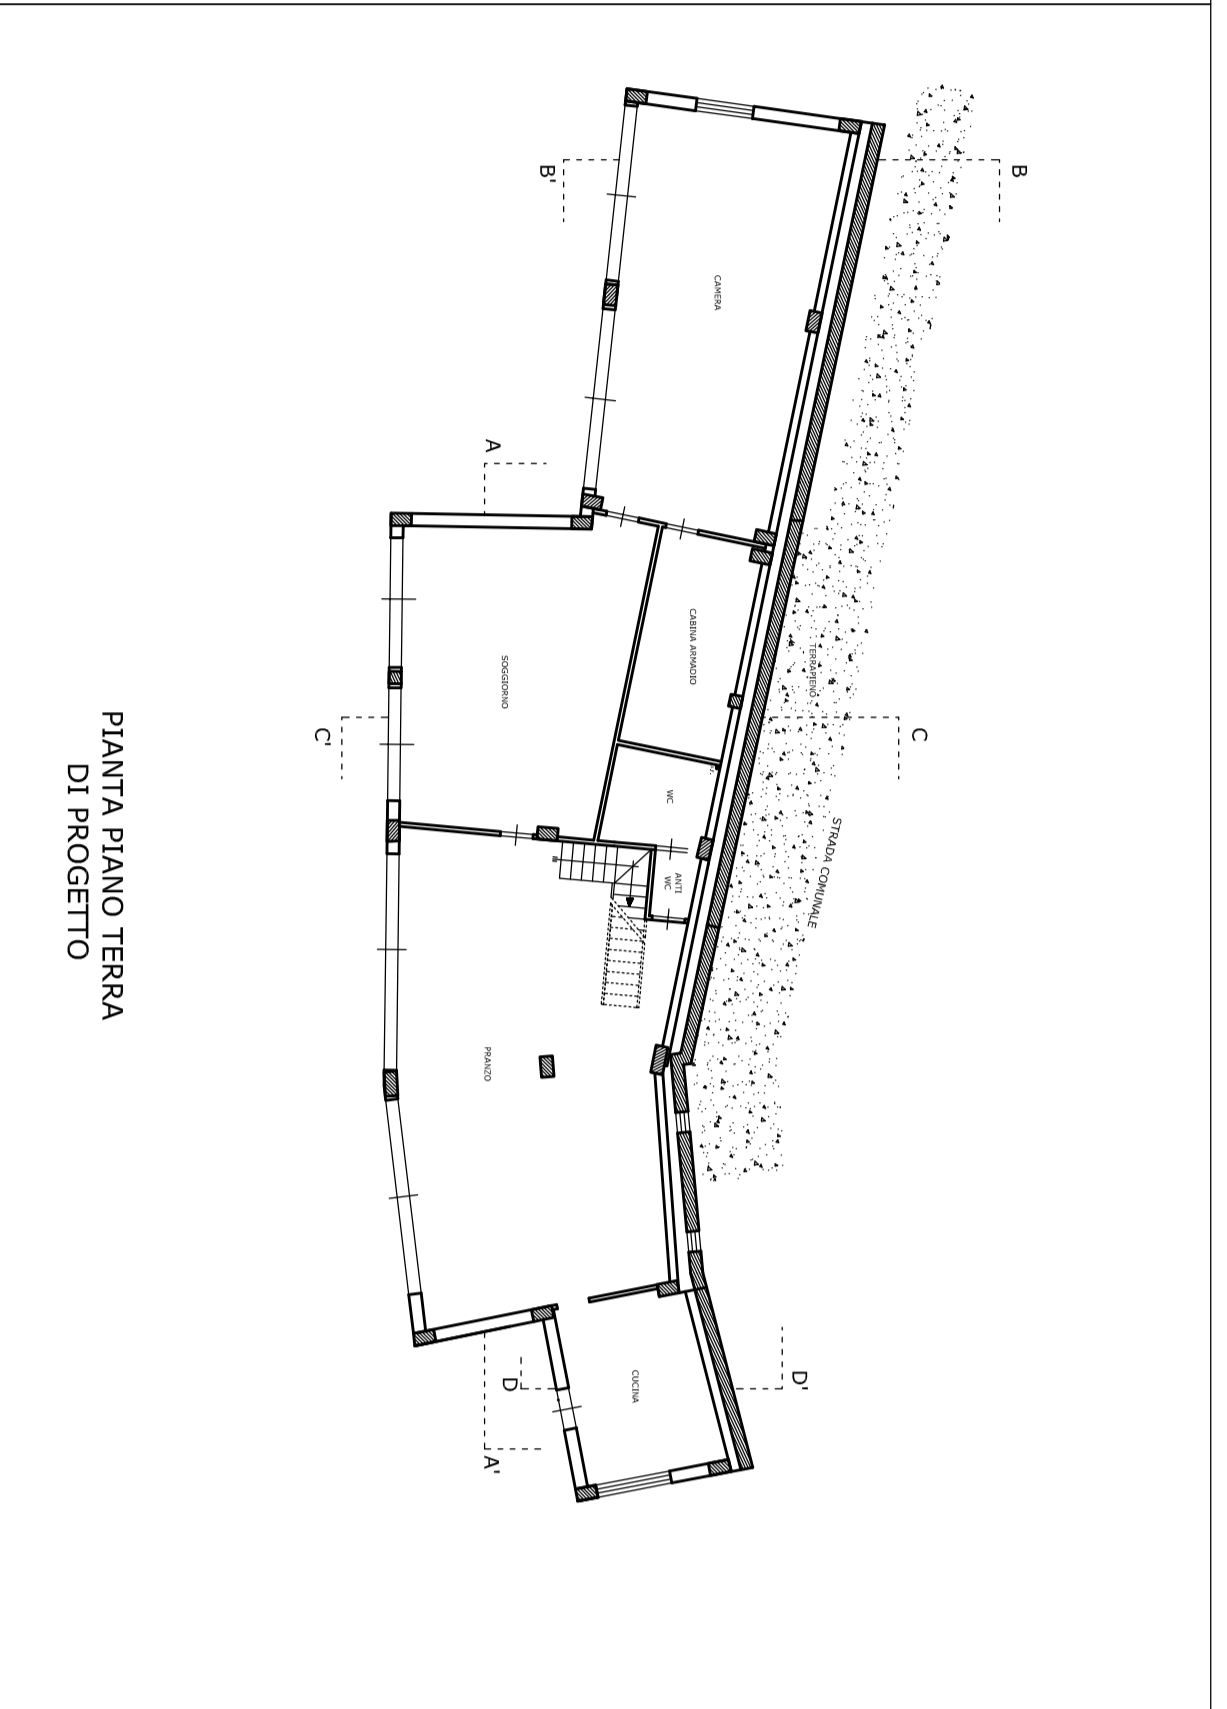 B
B'
CAMERA
A
CABINA ARMADIO
TERRAPIENO
SOGGIORNO
C
C'
WC
STRADA COMUNALE
ANTI
WC
PRANZO
CUCINA
D
D'
A'
PIANTA PIANO TERRA
DI PROGETTO